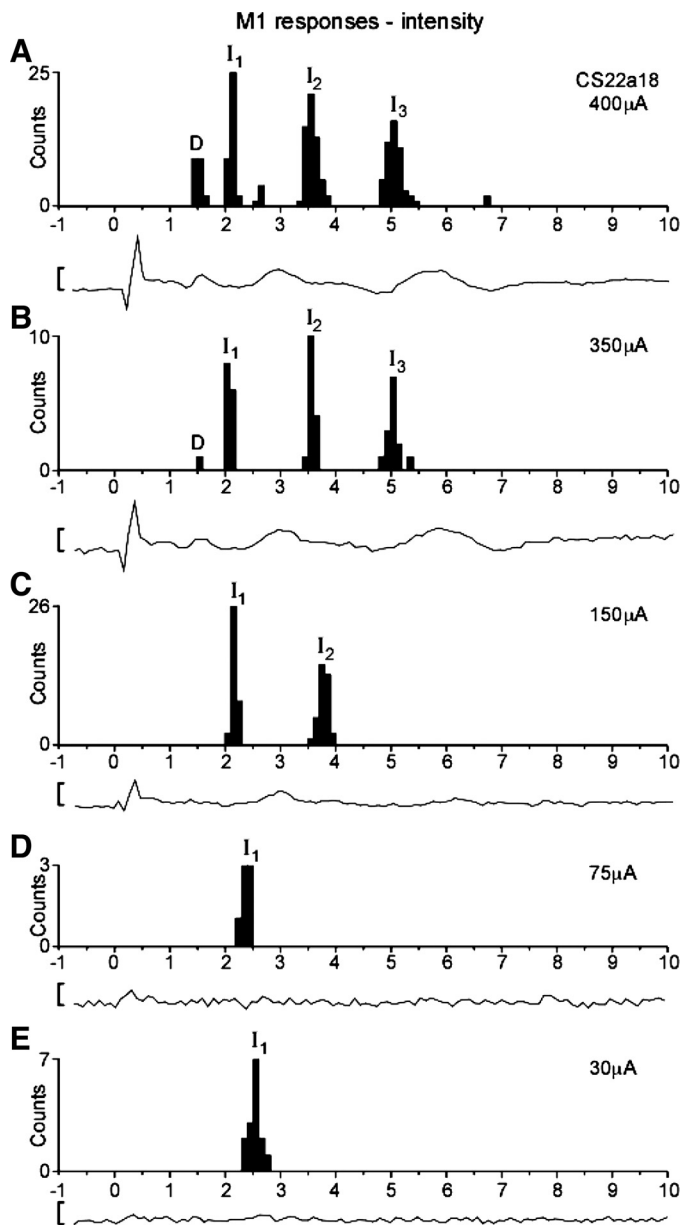 M1 responses - intensity
A
25
Counts
0
D
I1
I2
I3
CS22a18
400µA
-1 0 1 2 3 4 5 6 7 8 9 10
B
10
Counts
0
D
I1
I2
I3
350µA
-1 0 1 2 3 4 5 6 7 8 9 10
C
26
Counts
0
I1
I2
150µA
-1 0 1 2 3 4 5 6 7 8 9 10
D
3
Counts
0
I1
75µA
-1 0 1 2 3 4 5 6 7 8 9 10
E
7
Counts
0
I1
30µA
-1 0 1 2 3 4 5 6 7 8 9 10